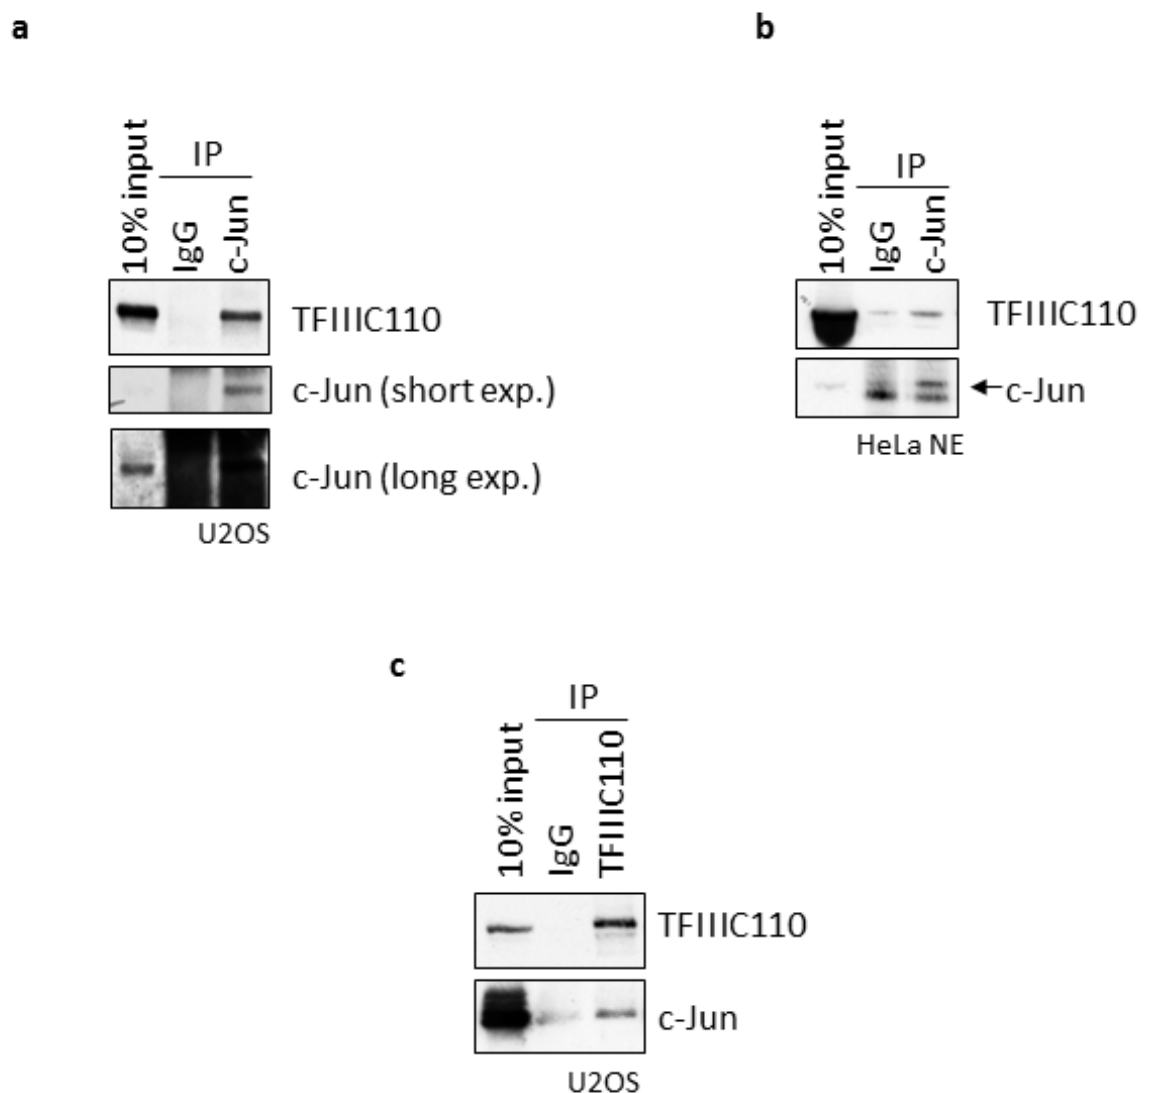 a
IP
10% input
IgG
c-Jun
TFIIIC110
c-Jun (short exp.)
c-Jun (long exp.)
U2OS
b
IP
10% input
IgG
c-Jun
TFIIIC110
c-Jun
HeLa NE
c
IP
10% input
IgG
TFIIIC110
TFIIIC110
c-Jun
U2OS